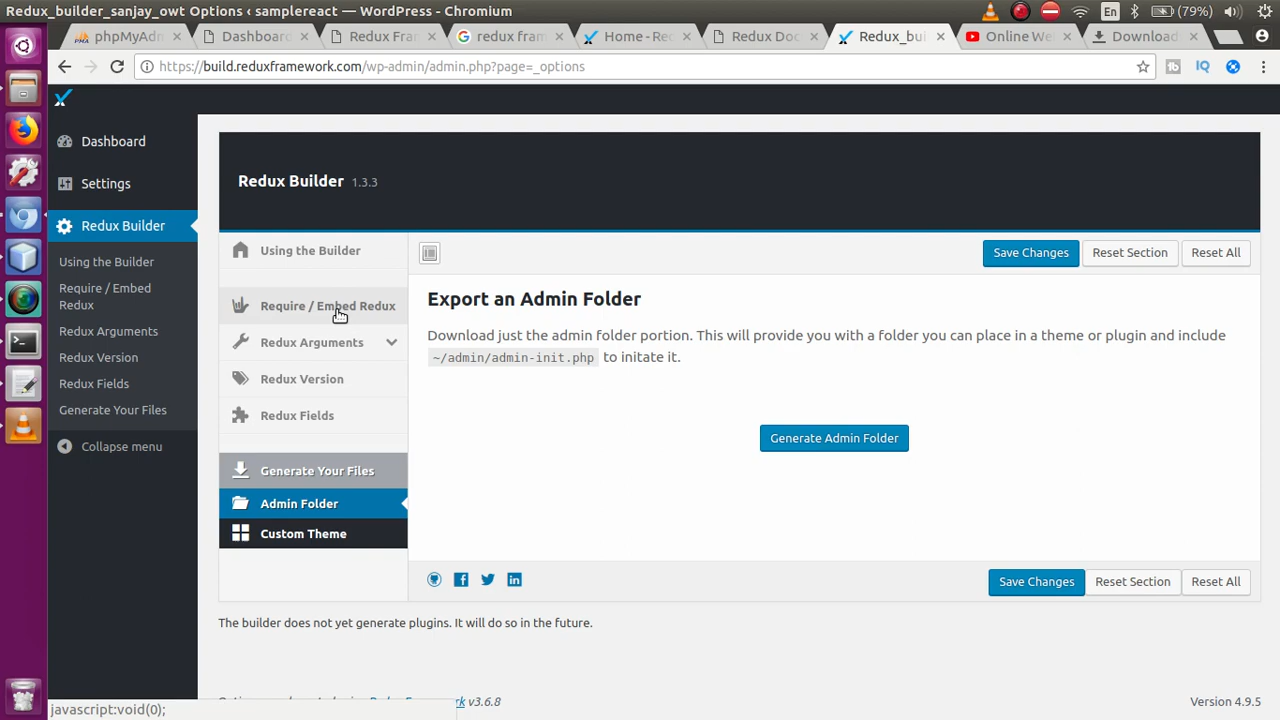 Redux_builder_sanjay_owt Options ‹ samplereact — WordPress - Chromium
En
(79%)
phpMyAdm
Dashboar
Redux Fra
redux fram
Home - Red
Redux Doc
Redux_bui
Online We
Download
https://build.reduxframework.com/wp-admin/admin.php?page=_options
IQ
Dashboard
Settings
Redux Builder
Using the Builder
Require / Embed
Redux
Redux Arguments
Redux Version
Redux Fields
Generate Your Files
Collapse menu
Redux Builder 1.3.3
Using the Builder
Require / Embed Redux
Redux Arguments
Redux Version
Redux Fields
Generate Your Files
Admin Folder
Custom Theme
Save Changes
Reset Section
Reset All
Export an Admin Folder
Download just the admin folder portion. This will provide you with a folder you can place in a theme or plugin and include
~/admin/admin-init.php to initate it.
Generate Admin Folder
Save Changes
Reset Section
Reset All
The builder does not yet generate plugins. It will do so in the future.
v3.6.8
Version 4.9.5
javascript:void(0);